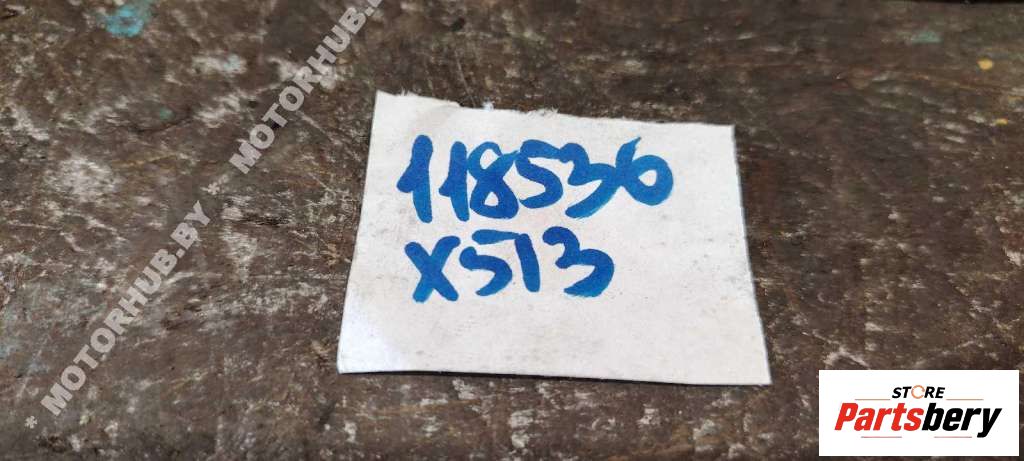 118536
X513
* MOTORHUB.BY * MOTORHUB.BY
STORE
Partsbery